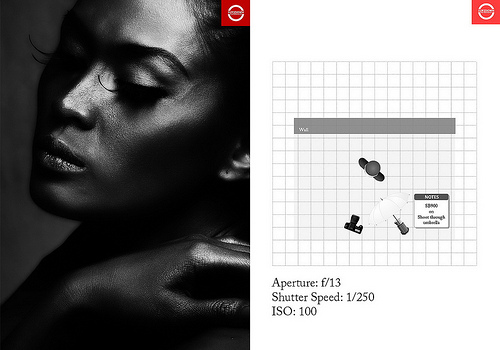 Wall
NOTES
SB900
on
Shoot through
umbrella
Aperture: f/13
Shutter Speed: 1/250
ISO: 100